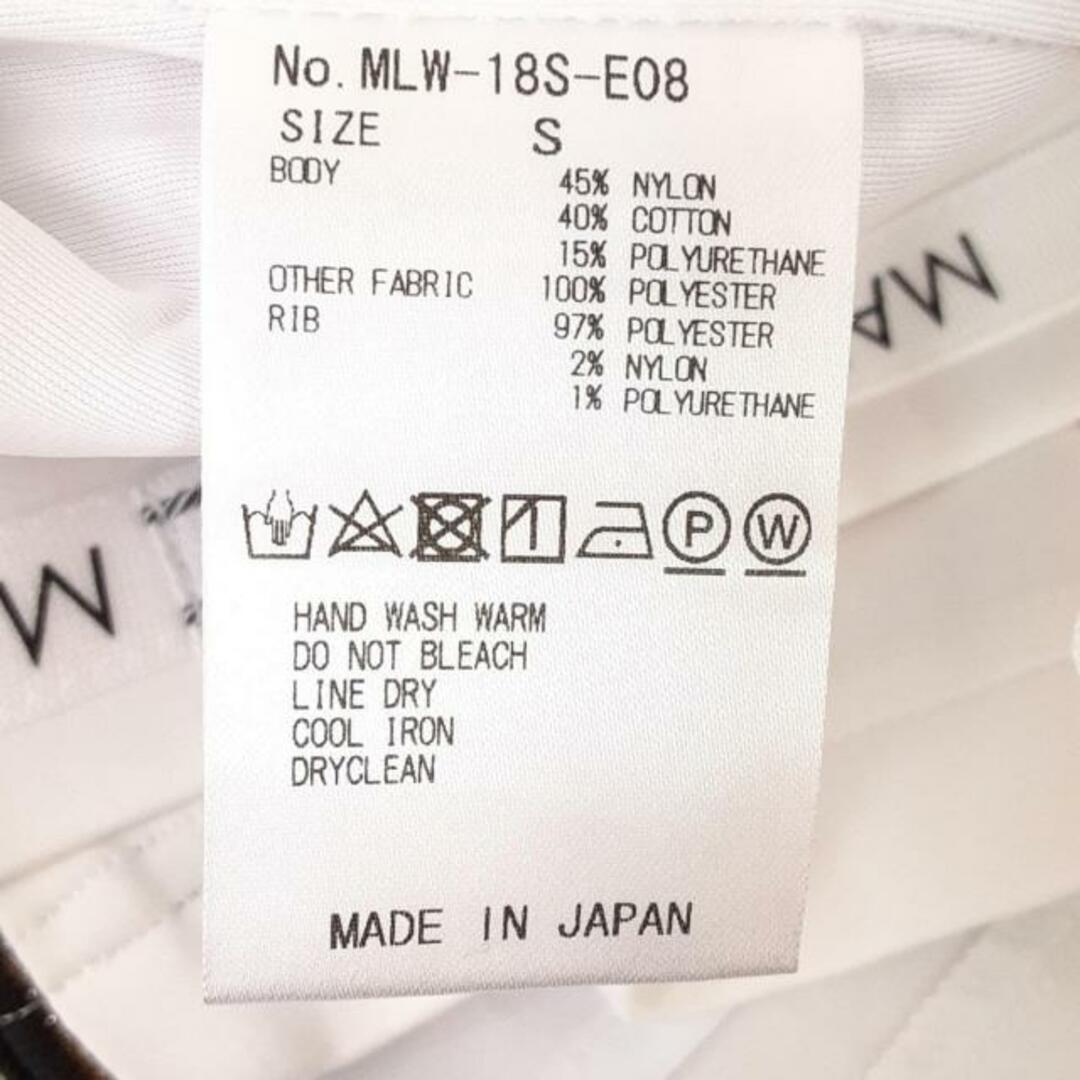 No. MLW-18S-E08
SIZE S
BODY 45% NYLON
40% COTTON
15% POLYURETHANE
OTHER FABRIC 100% POLYESTER
RIB 97% POLYESTER
2% NYLON
1% POLYURETHANE
P W
HAND WASH WARM
DO NOT BLEACH
LINE DRY
COOL IRON
DRYCLEAN
MADE IN JAPAN
MA
M